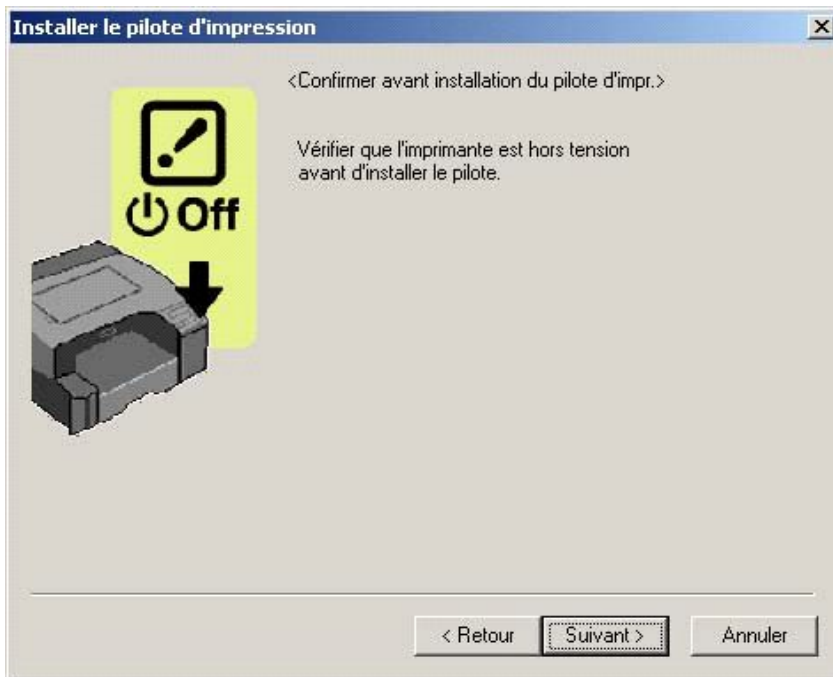 Installer le pilote d'impression
<Confirmer avant installation du pilote d'impr.>
Off
Vérifier que l'imprimante est hors tension
avant d'installer le pilote.
< Retour
Suivant >
Annuler